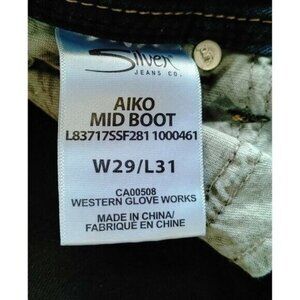 Silver
JEANS CO.
AIKO
MID BOOT
L83717SSF281 1000461
W29/L31
CA00508
WESTERN GLOVE WORKS
MADE IN CHINA/
FABRIQUÉ EN CHINE